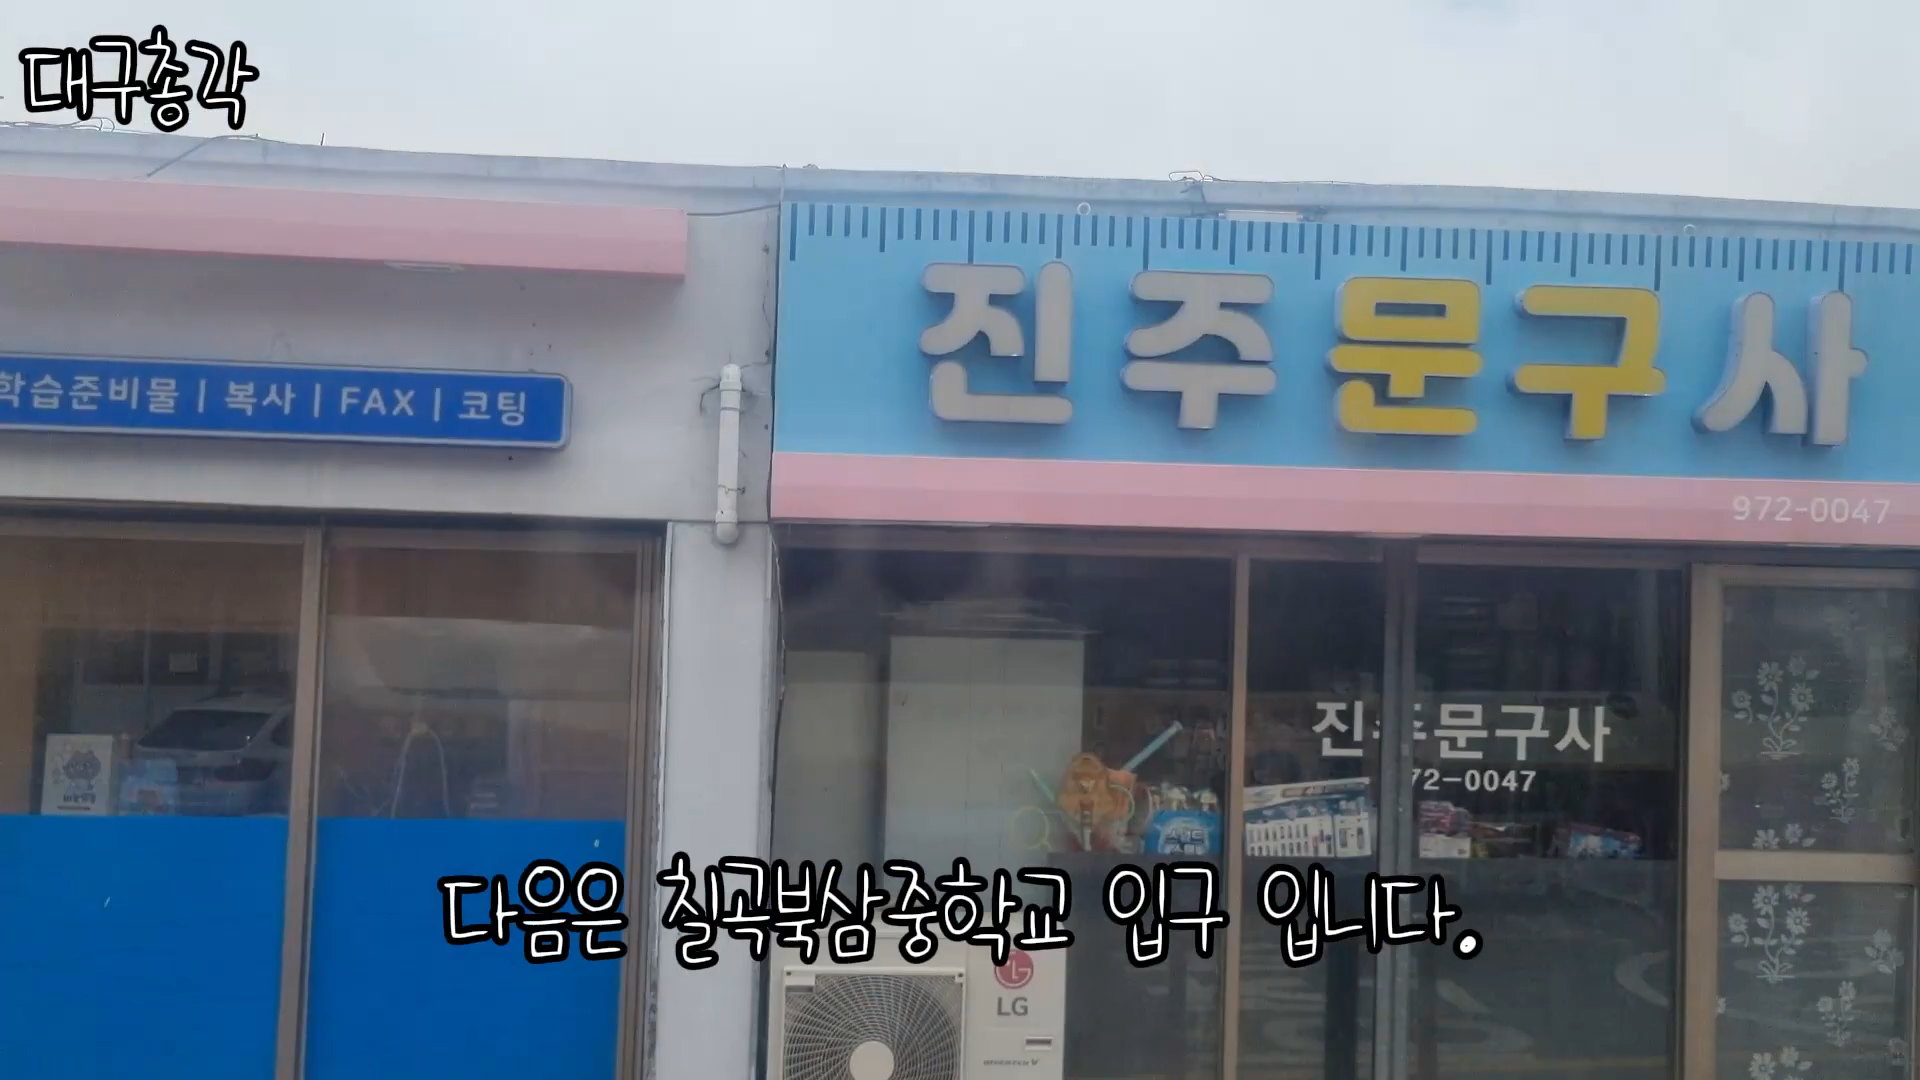 대구총각
진주문구사
학습준비물 | 복사 | FAX | 코팅
972-0047
진주문구사
72-0047
다음은 칠곡북삼중학교 입구 입니다.
LG